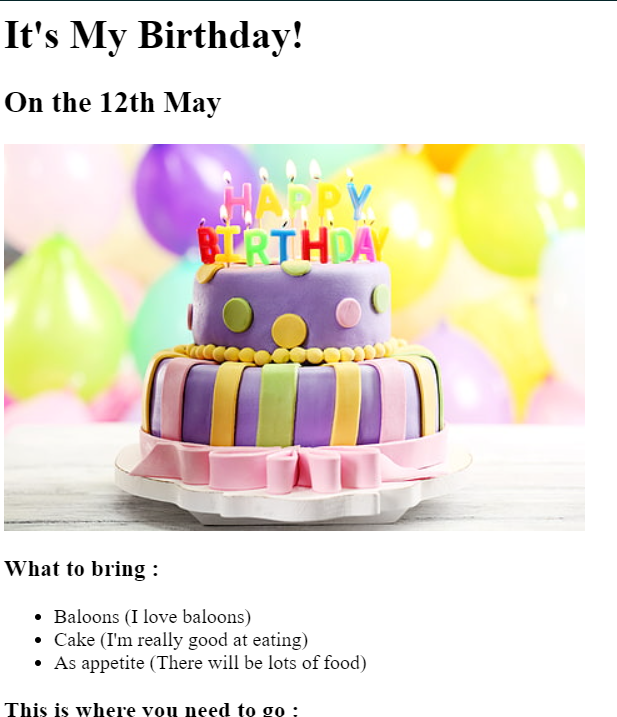 It's My Birthday!
On the 12th May
HAPPY
BIRTHDAY
What to bring :
Baloons (I love baloons)
Cake (I'm really good at eating)
As appetite (There will be lots of food)
This is where you need to go :